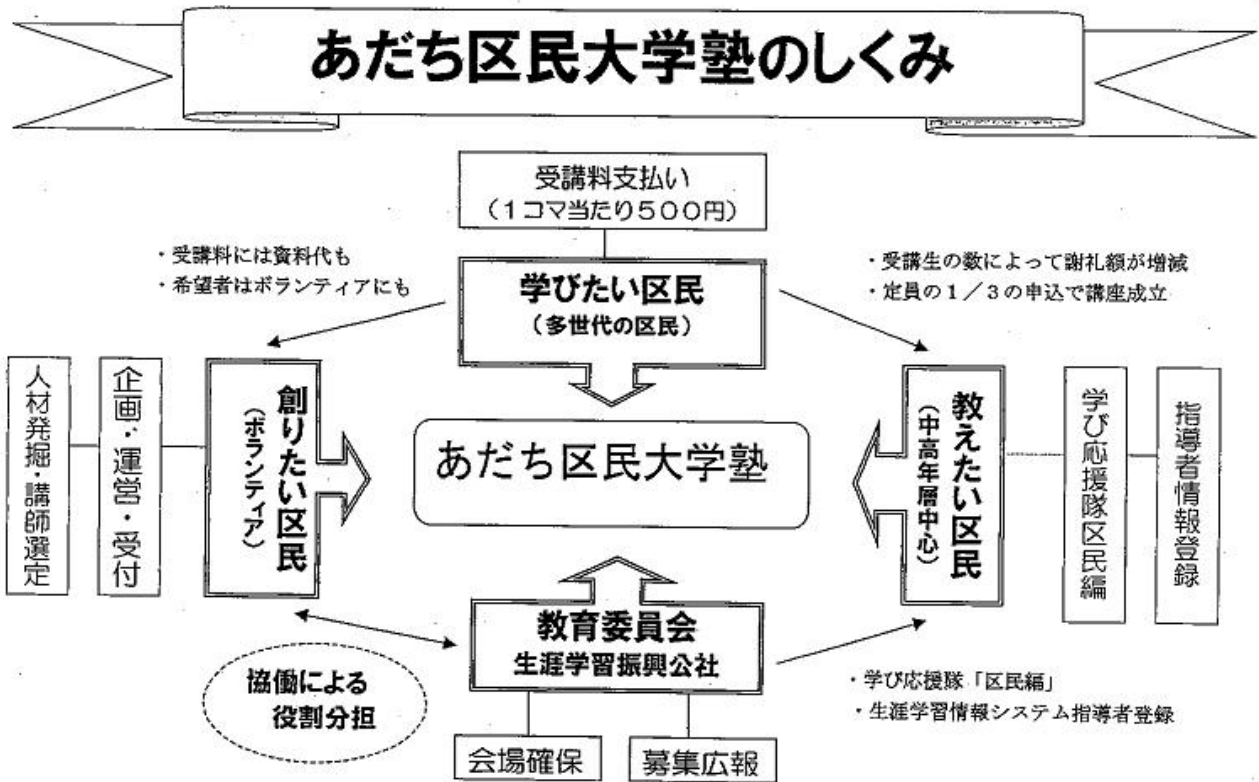 あだち区民大学塾のしくみ
受講料支払い
（１コマ当たり５００円）
・受講料には資料代も
・希望者はボランティアにも
学びたい区民
（多世代の区民）
・受講生の数によって謝礼額が増減
・定員の１／３の申込で講座成立
人材発掘・講師選定
企画・運営・受付
創りたい区民
（ボランティア）
あだち区民大学塾
教えたい区民
（中高年層中心）
学び応援隊区民編
指導者情報登録
教育委員会
生涯学習振興公社
協働による
役割分担
・学び応援隊「区民編」
・生涯学習情報システム指導者登録
会場確保
募集広報